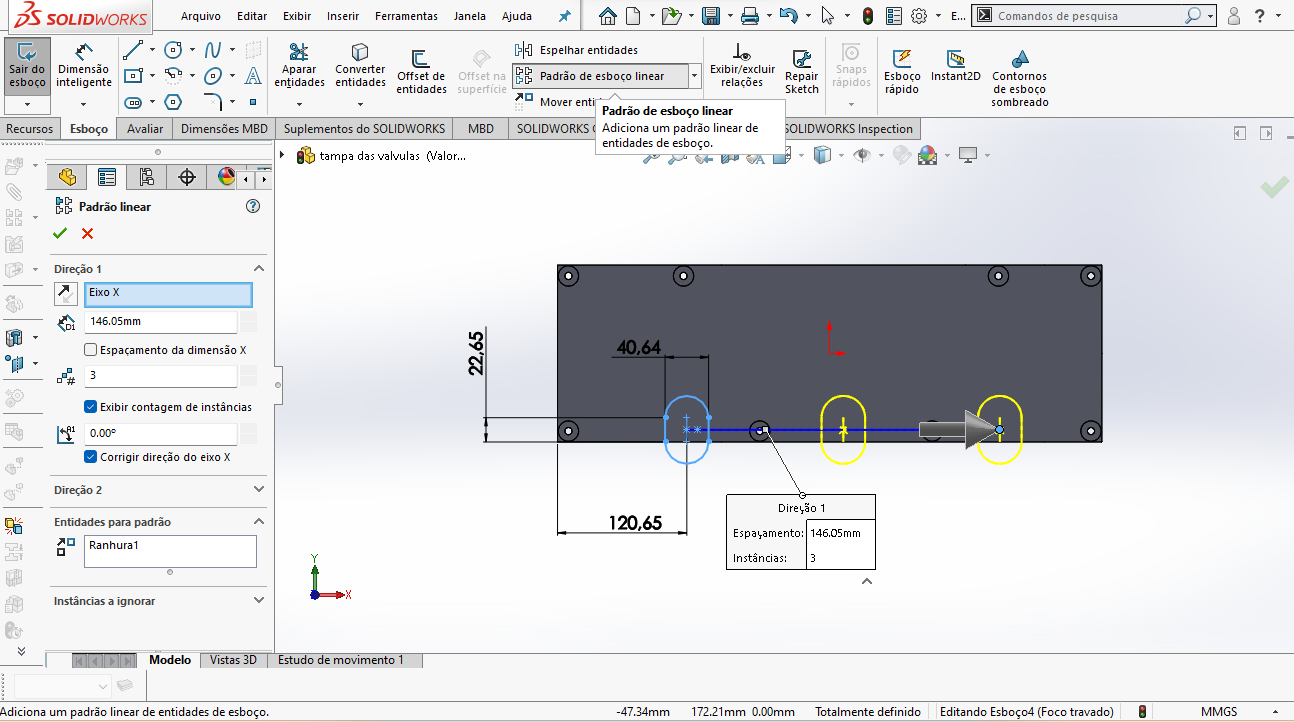 SOLIDWORKS
Arquivo Editar Exibir Inserir Ferramentas Janela Ajuda
E... Comandos de pesquisa
?
Sair do esboço
Dimensão inteligente
Aparar entidades
Converter entidades
Offset de entidades
Offset na superfície
Espelhar entidades
Padrão de esboço linear
Mover enti
Exibir/excluir relações
Repair Sketch
Snaps rápidos
Esboço rápido
Instant2D
Contornos de esboço sombreado
Padrão de esboço linear
Adiciona um padrão linear de
entidades de esboço.
Recursos Esboço Avaliar Dimensões MBD Suplementos do SOLIDWORKS MBD SOLIDWORKS SOLIDWORKS Inspection
tampa das valvulas (Valor...
Padrão linear
?
Direção 1
Eixo X
D1
146.05mm
Espaçamento da dimensão X
#
3
Exibir contagem de instâncias
A1
0.00º
Corrigir direção do eixo X
Direção 2
Entidades para padrão
Ranhura1
Instâncias a ignorar
22,65
40,64
120,65
Direção 1
Espaçamento: 146.05mm
Instâncias: 3
Y
X
Modelo Vistas 3D Estudo de movimento 1
Adiciona um padrão linear de entidades de esboço. -47.34mm 172.21mm 0.00mm Totalmente definido Editando Esboço4 (Foco travado) MMGS